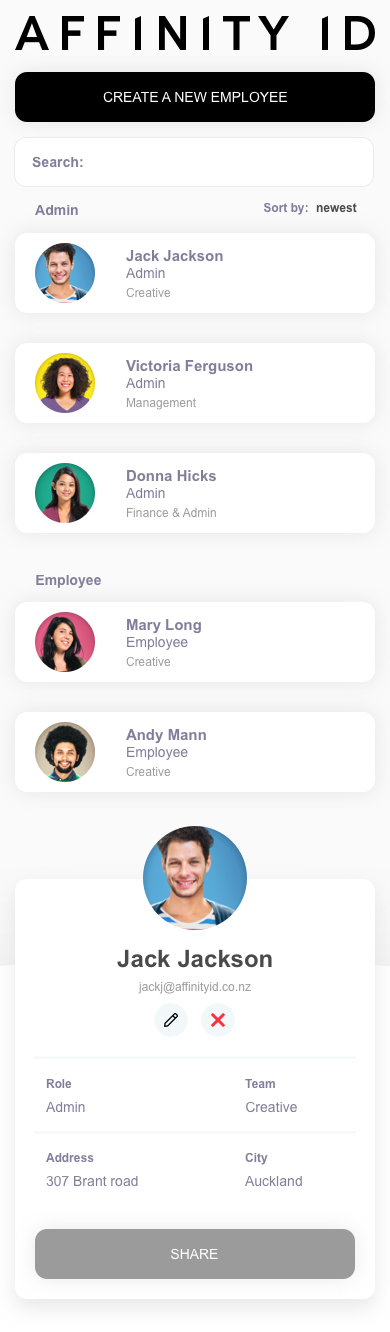 AFFINITY ID
CREATE A NEW EMPLOYEE
Search:
Admin
Sort by: newest
Jack Jackson
Admin
Creative
Victoria Ferguson
Admin
Management
Donna Hicks
Admin
Finance & Admin
Employee
Mary Long
Employee
Creative
Andy Mann
Employee
Creative
Jack Jackson
jackj@affinityid.co.nz
Role
Team
Admin
Creative
Address
City
307 Brant road
Auckland
SHARE